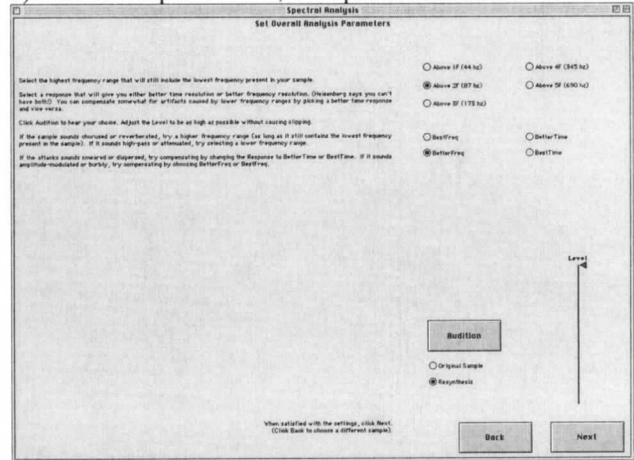 Spectral Analysis
Set Overall Analysis Parameters
Select the highest frequency range that will still include the lowest frequency present in your sample.
Select a response that will give you either better time resolution or better frequency resolution. (Heisenberg says you can't
have both!) You can compensate somewhat for artifacts caused by lower frequency ranges by picking a better time response
and vice versa.
Click Audition to hear your choice. Adjust the Level to be as high as possible without causing clipping.
If the sample sounds chorused or reverberated, try a higher frequency range (as long as it still contains the lowest frequency
present in the sample). If it sounds high-pass or attenuated, try selecting a lower frequency range.
If the attacks sounds smeared or dispersed, try compensating by changing the Response to BetterTime or BestTime. If it sounds
amplitude-modulated or burbly, try compensating by choosing BetterFreq or BestFreq.
Above 1F (44 hz)
Above 4F (345 hz)
Above 2F (87 hz)
Above 5F (690 hz)
Above 3F (173 hz)
BestFreq
BetterTime
BetterFreq
BestTime
Level
Audition
Original Sample
Resynthesis
When satisfied with the settings, click Next.
(Click Back to choose a different sample).
Back
Next